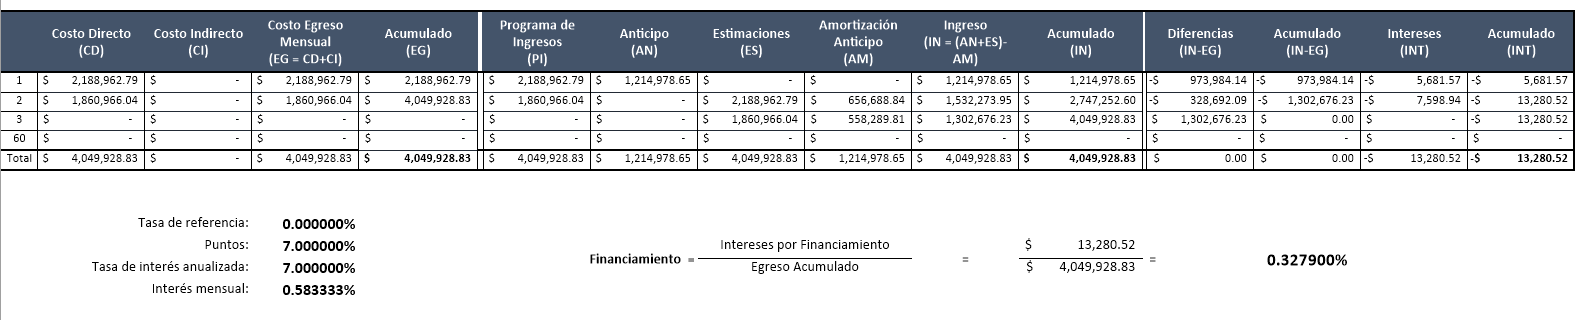 Costo Directo (CD) Costo Indirecto (CI) Costo Egreso Mensual (EG = CD+CI) Acumulado (EG) Programa de Ingresos (PI) Anticipo (AN) Estimaciones (ES) Amortización Anticipo (AM) Ingreso (IN = (AN+ES)-AM) Acumulado (IN) Diferencias (IN-EG) Acumulado (IN-EG) Intereses (INT) Acumulado (INT)
1 $ 2,188,962.79 $ - $ 2,188,962.79 $ 2,188,962.79 $ 2,188,962.79 $ 1,214,978.65 $ - $ - $ 1,214,978.65 $ 1,214,978.65 -$ 973,984.14 -$ 973,984.14 -$ 5,681.57 -$ 5,681.57
2 $ 1,860,966.04 $ - $ 1,860,966.04 $ 4,049,928.83 $ 1,860,966.04 $ - $ 2,188,962.79 $ 656,688.84 $ 1,532,273.95 $ 2,747,252.60 -$ 328,692.09 -$ 1,302,676.23 -$ 7,598.94 -$ 13,280.52
3 $ - $ - $ - $ - $ - $ - $ 1,860,966.04 $ 558,289.81 $ 1,302,676.23 $ 4,049,928.83 $ 1,302,676.23 $ 0.00 $ - -$ 13,280.52
60 $ - $ - $ - $ - $ - $ - $ - $ - $ - $ - $ - $ - $ - $ -
Total $ 4,049,928.83 $ - $ 4,049,928.83 $ 4,049,928.83 $ 4,049,928.83 $ 1,214,978.65 $ 4,049,928.83 $ 1,214,978.65 $ 4,049,928.83 $ 4,049,928.83 $ 0.00 $ 0.00 -$ 13,280.52 -$ 13,280.52
Tasa de referencia: 0.000000%
Puntos: 7.000000%
Tasa de interés anualizada: 7.000000%
Interés mensual: 0.583333%
Intereses por Financiamiento $ 13,280.52
Financiamiento = = = 0.327900%
Egreso Acumulado $ 4,049,928.83